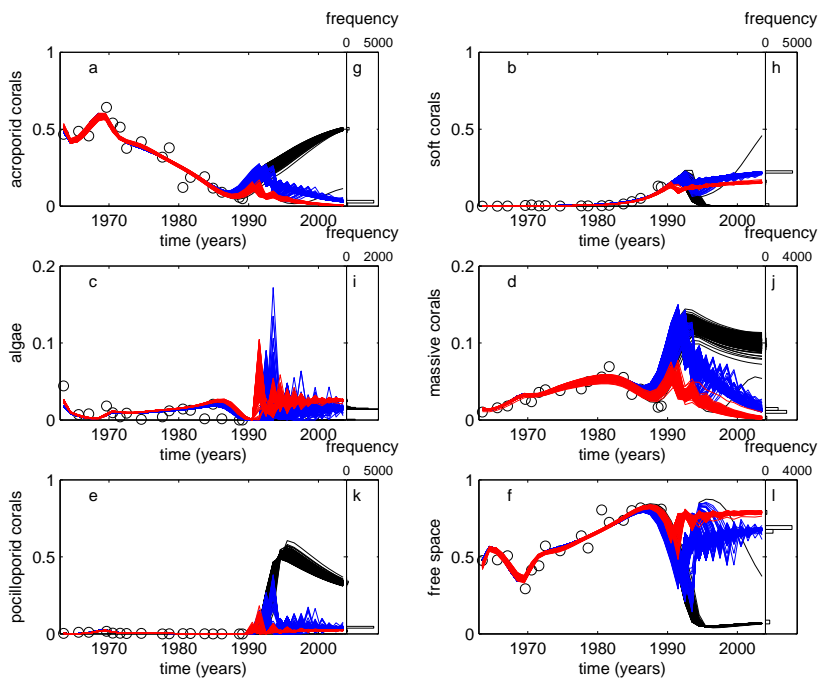 frequency
0 5000
1
a
g
acroporid corals
0.5
0
1970 1980 1990 2000
time (years)
frequency
0 5000
1
b
h
soft corals
0.5
0
1970 1980 1990 2000
time (years)
frequency
0 2000
0.2
c
i
algae
0.1
0
1970 1980 1990 2000
time (years)
frequency
0 4000
0.2
d
j
massive corals
0.1
0
1970 1980 1990 2000
time (years)
frequency
0 5000
1
e
k
pocilloporid corals
0.5
0
1970 1980 1990 2000
time (years)
frequency
0 4000
1
f
l
free space
0.5
0
1970 1980 1990 2000
time (years)